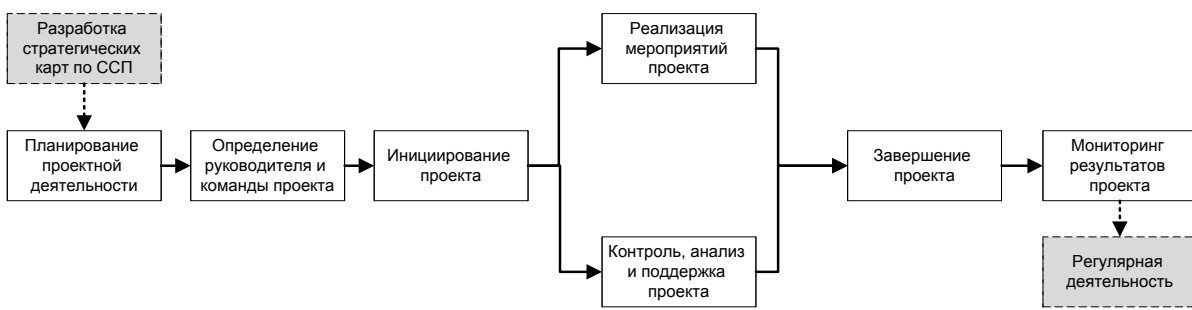 Разработка
стратегических
карт по ССП
Планирование
проектной
деятельности
Определение
руководителя и
команды проекта
Инициирование
проекта
Реализация
мероприятий
проекта
Контроль, анализ
и поддержка
проекта
Завершение
проекта
Мониторинг
результатов
проекта
Регулярная
деятельность